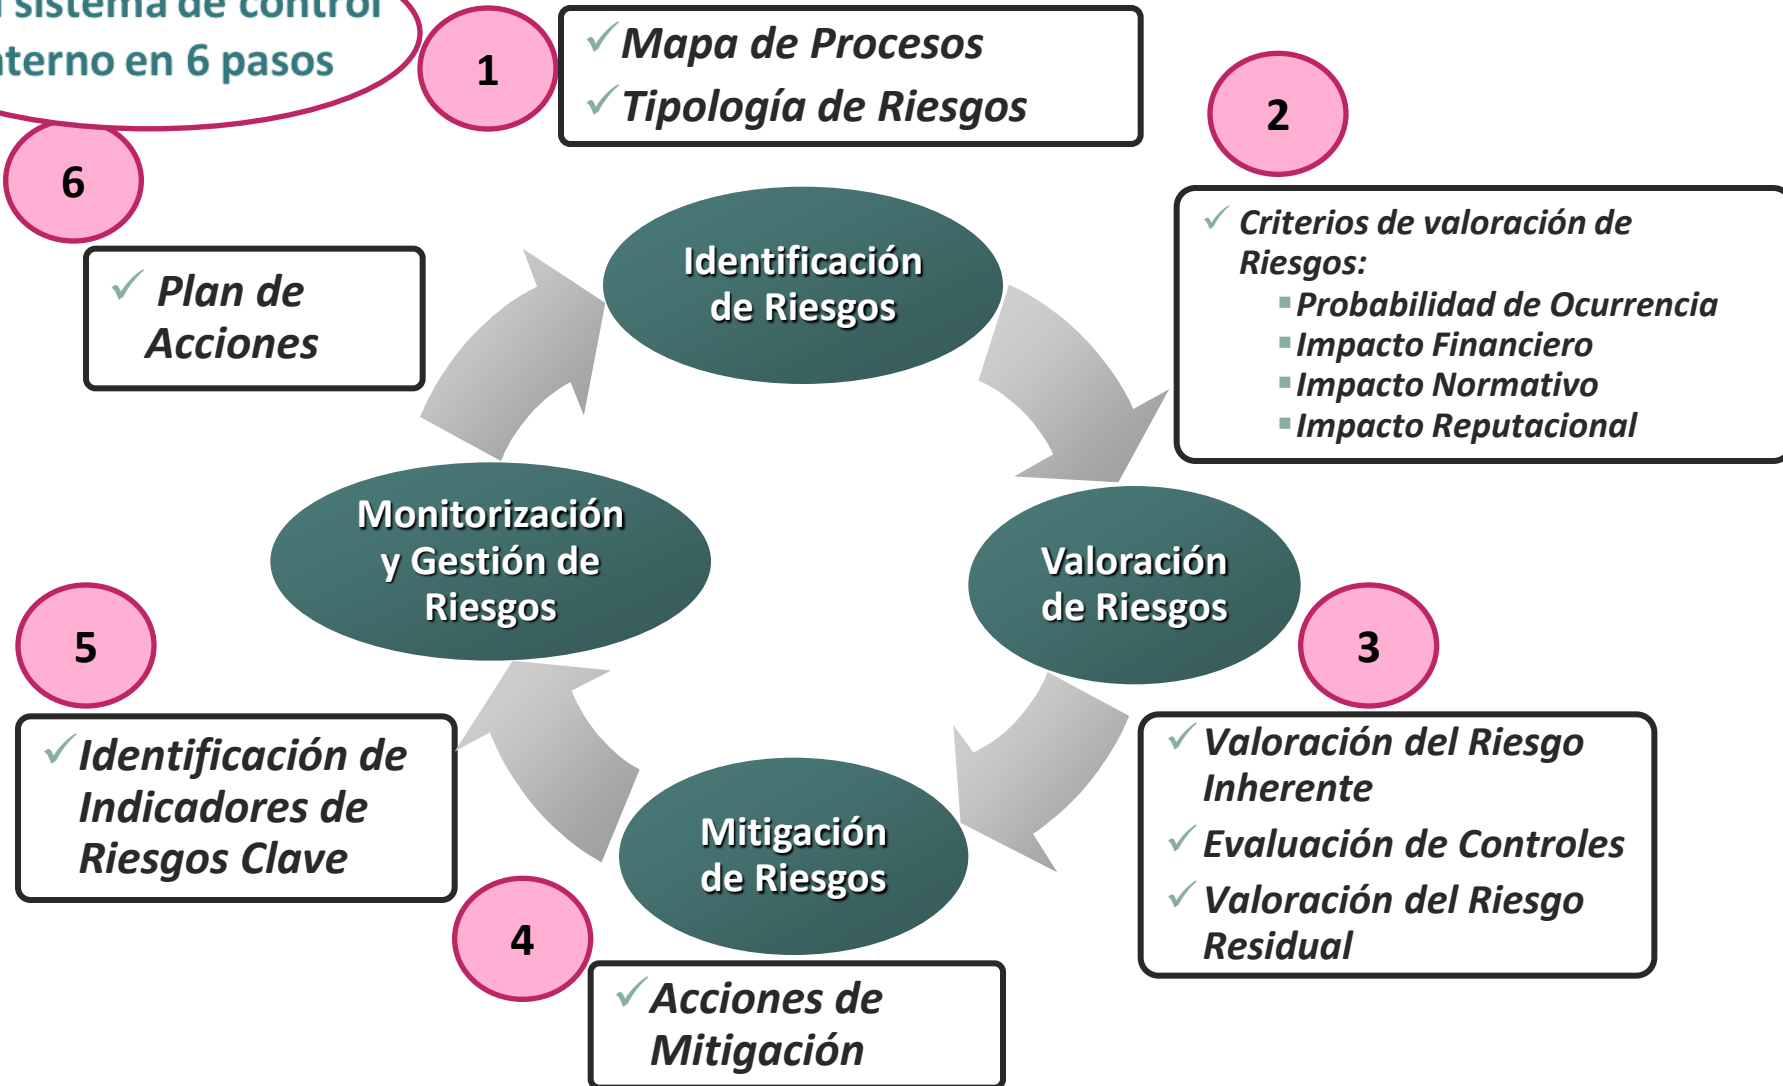 sistema de control
nterno en 6 pasos
1
✓ Mapa de Procesos
✓ Tipología de Riesgos
2
✓ Criterios de valoración de
Riesgos:
▪ Probabilidad de Ocurrencia
▪ Impacto Financiero
▪ Impacto Normativo
▪ Impacto Reputacional
6
✓ Plan de
Acciones
Identificación
de Riesgos
Monitorización
y Gestión de
Riesgos
Valoración
de Riesgos
3
✓ Valoración del Riesgo
Inherente
✓ Evaluación de Controles
✓ Valoración del Riesgo
Residual
5
✓ Identificación de
Indicadores de
Riesgos Clave
Mitigación
de Riesgos
4
✓ Acciones de
Mitigación